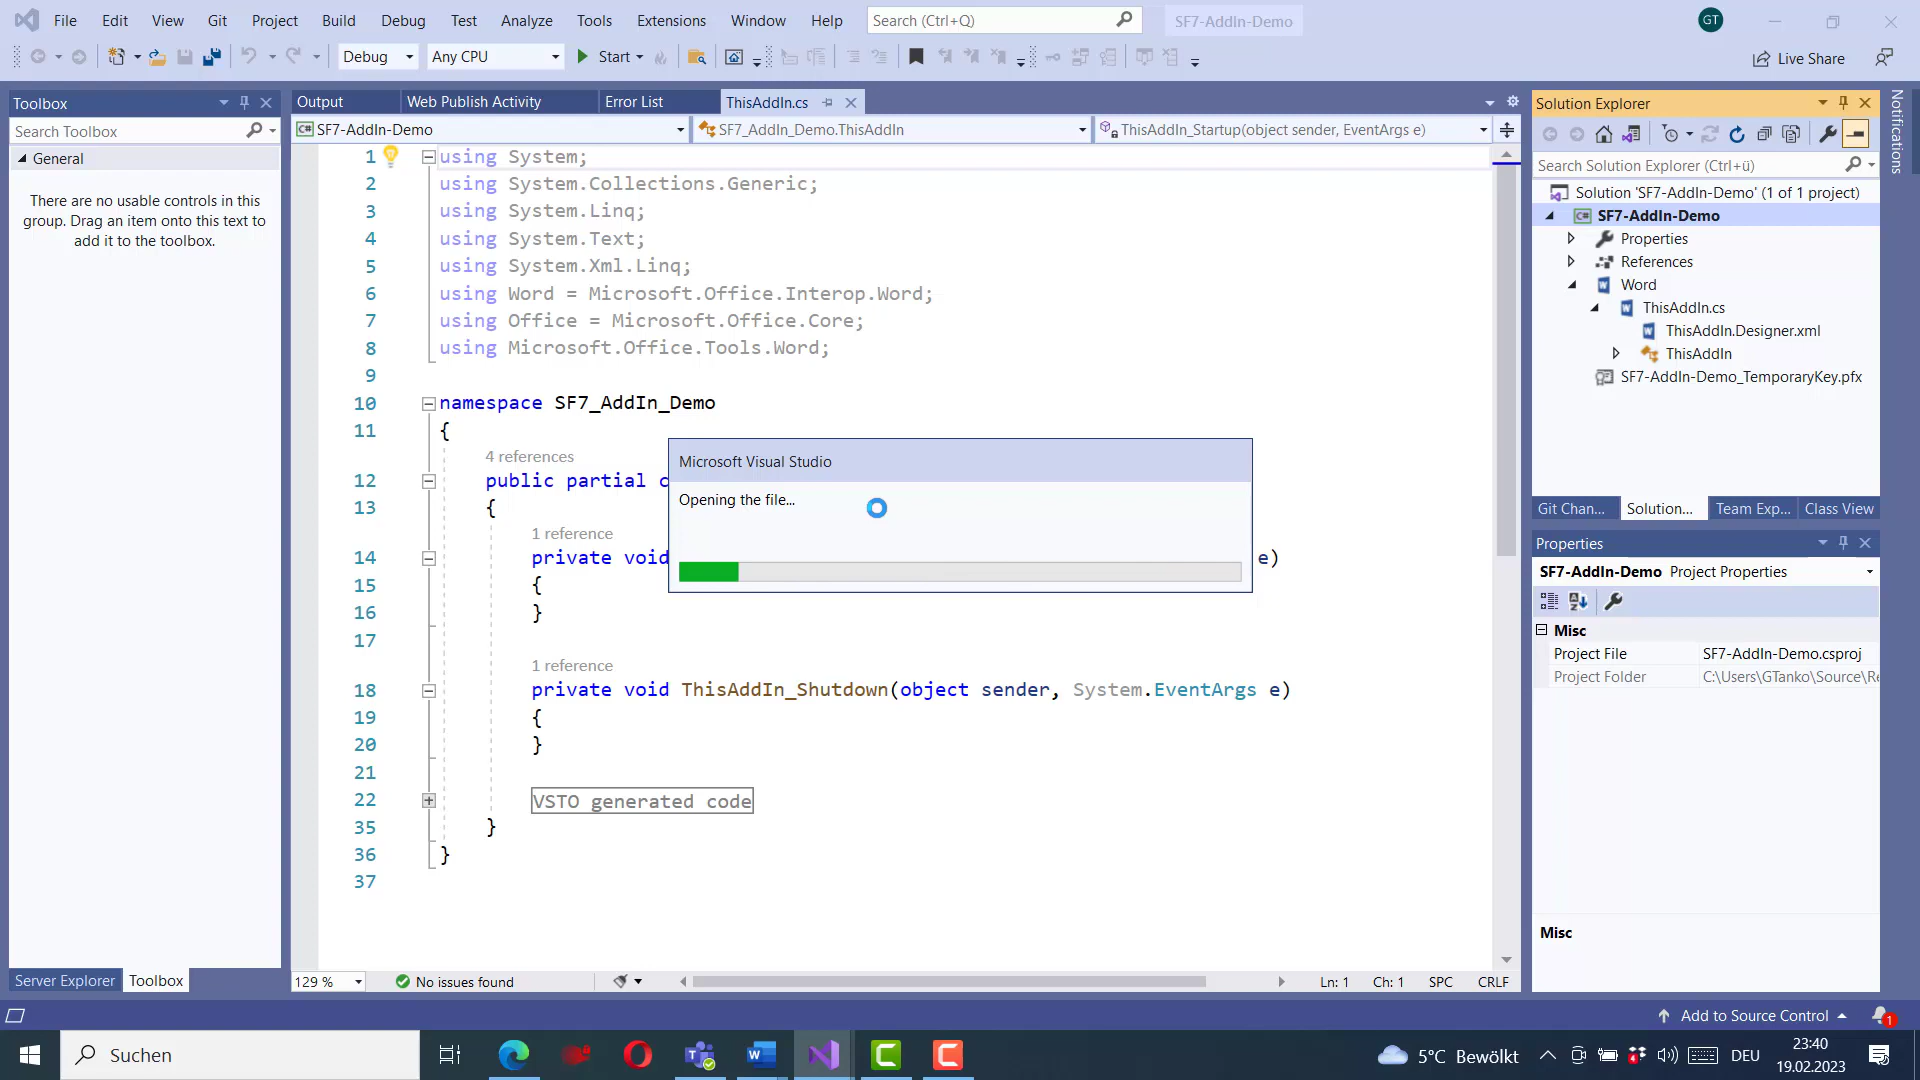 File Edit View Git Project Build Debug Test Analyze Tools Extensions Window Help Search (Ctrl+Q) SF7-AddIn-Demo GT
Debug Any CPU Start Live Share
Toolbox
Search Toolbox
General
There are no usable controls in this
group. Drag an item onto this text to
add it to the toolbox.
Server Explorer Toolbox
Output Web Publish Activity Error List ThisAddIn.cs
C# SF7-AddIn-Demo SF7_AddIn_Demo.ThisAddIn ThisAddIn_Startup(object sender, EventArgs e)
1 using System;
2 using System.Collections.Generic;
3 using System.Linq;
4 using System.Text;
5 using System.Xml.Linq;
6 using Word = Microsoft.Office.Interop.Word;
7 using Office = Microsoft.Office.Core;
8 using Microsoft.Office.Tools.Word;
9
10 namespace SF7_AddIn_Demo
11 {
4 references
12 public partial c
13 {
1 reference
14 private void e)
15 {
16 }
17
1 reference
18 private void ThisAddIn_Shutdown(object sender, System.EventArgs e)
19 {
20 }
21
22 VSTO generated code
35 }
36 }
37
Microsoft Visual Studio
Opening the file...
129 % No issues found Ln: 1 Ch: 1 SPC CRLF
Solution Explorer
Search Solution Explorer (Ctrl+ü)
Solution 'SF7-AddIn-Demo' (1 of 1 project)
C# SF7-AddIn-Demo
Properties
References
Word
ThisAddIn.cs
ThisAddIn.Designer.xml
ThisAddIn
SF7-AddIn-Demo_TemporaryKey.pfx
Git Chan... Solution... Team Exp... Class View
Properties
SF7-AddIn-Demo Project Properties
Misc
Project File SF7-AddIn-Demo.csproj
Project Folder C:\Users\GTanko\Source\Re
Misc
Notifications
Add to Source Control 1
Suchen
5°C Bewölkt DEU
23:40
19.02.2023